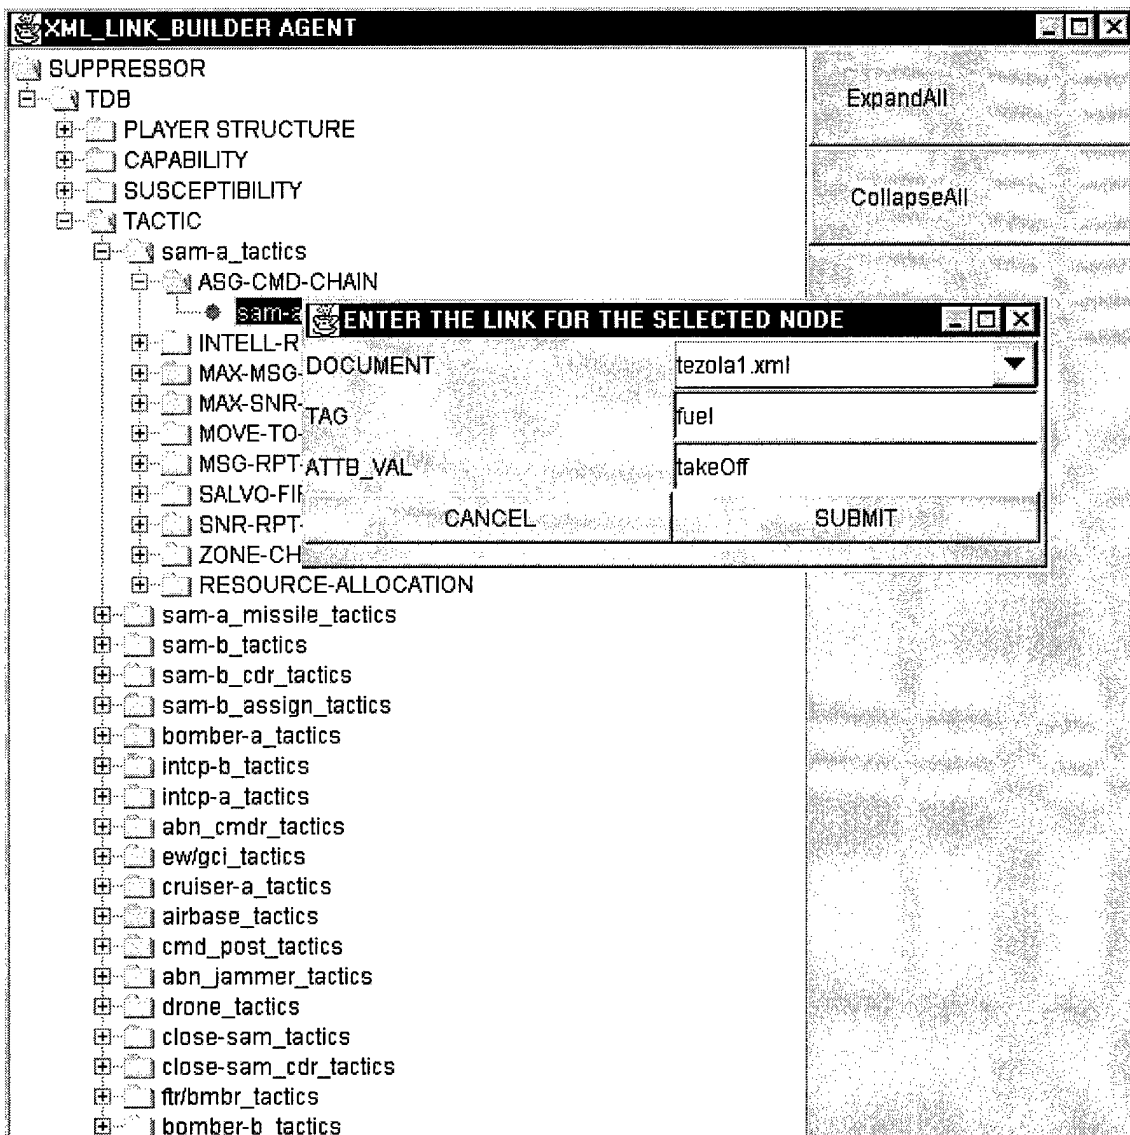 XML_LINK_BUILDER AGENT
SUPPRESSOR
TDB
ExpandAll
PLAYER STRUCTURE
CAPABILITY
SUSCEPTIBILITY
CollapseAll
TACTIC
sam-a_tactics
ASG-CMD-CHAIN
sam-a
ENTER THE LINK FOR THE SELECTED NODE
INTELL-R
DOCUMENT
tezola1.xml
MAX-MSG-
MAX-SNR-
TAG
fuel
MOVE-TO-
MSG-RPT-
ATTB_VAL
takeOff
SALVO-FIR
SNR-RPT-
CANCEL
SUBMIT
ZONE-CH
RESOURCE-ALLOCATION
sam-a_missile_tactics
sam-b_tactics
sam-b_cdr_tactics
sam-b_assign_tactics
bomber-a_tactics
intcp-b_tactics
intcp-a_tactics
abn_cmdr_tactics
ew/gci_tactics
cruiser-a_tactics
airbase_tactics
cmd_post_tactics
abn_jammer_tactics
drone_tactics
close-sam_tactics
close-sam_cdr_tactics
ftr/bmbr_tactics
bomber-b_tactics